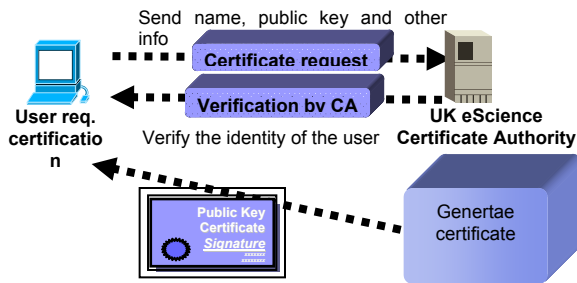 Send name, public key and other
info
Certificate request
Verification by CA
User req.
certificatio
n
Verify the identity of the user
UK eScience
Certificate Authority
Public Key
Certificate
Signature
Genertae
certificate